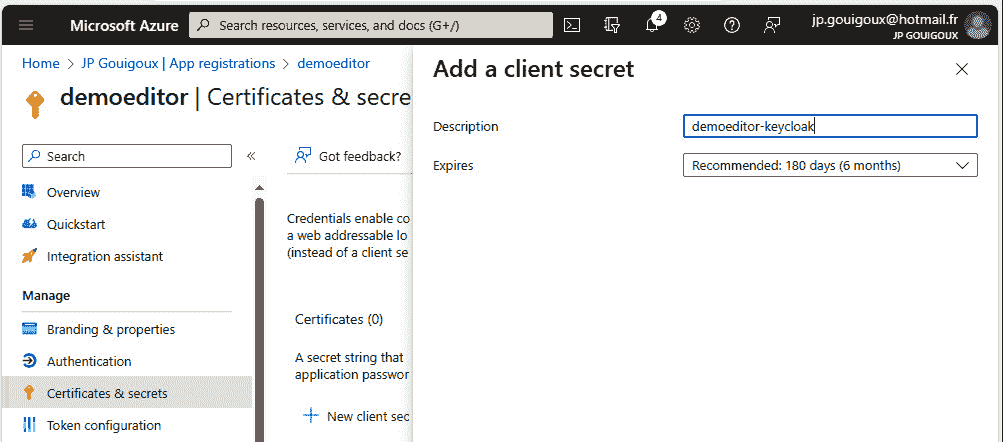 Microsoft Azure
Search resources, services, and docs (G+/)
4
jp.gouigoux@hotmail.fr
JP GOUIGOUX
Home > JP Gouigoux | App registrations > demoeditor
demoeditor | Certificates & secre
Search
«
Got feedback?
Overview
Quickstart
Integration assistant
Manage
Branding & properties
Authentication
Certificates & secrets
Token configuration
Credentials enable co
a web addressable lo
(instead of a client se
Certificates (0)
A secret string that
application passwor
New client sec
Add a client secret
Description
demoeditor-keycloak
Expires
Recommended: 180 days (6 months)